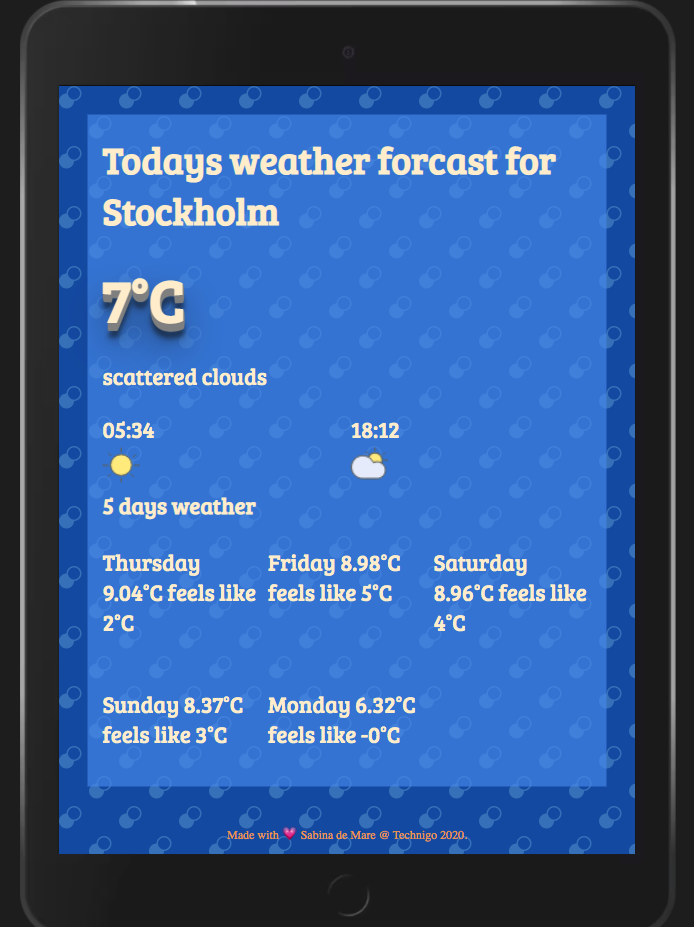 Todays weather forcast for
Stockholm
7°C
scattered clouds
05:34 18:12
5 days weather
Thursday
9.04°C feels like
2°C
Friday 8.98°C
feels like 5°C
Saturday
8.96°C feels like
4°C
Sunday 8.37°C
feels like 3°C
Monday 6.32°C
feels like -0°C
Made with 💗 Sabina de Mare @ Technigo 2020.